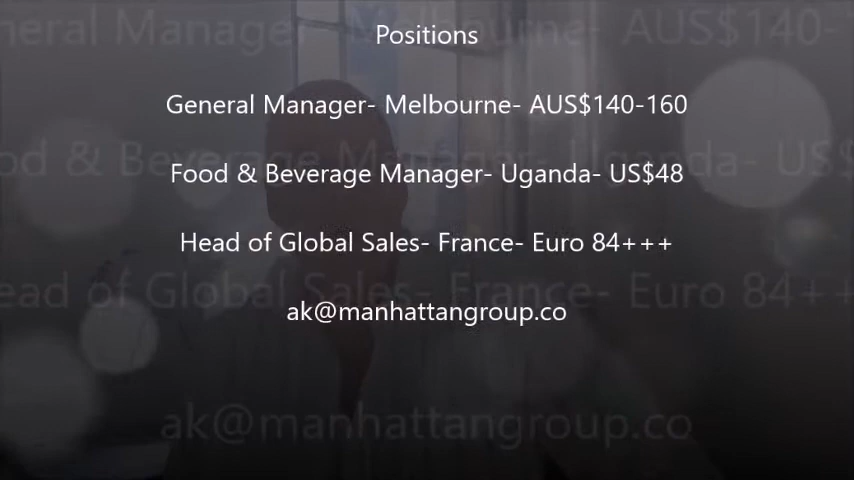 Positions
General Manager- Melbourne- AUS$140-160
Food & Beverage Manager- Uganda- US$48
Head of Global Sales- France- Euro 84+++
ak@manhattangroup.co